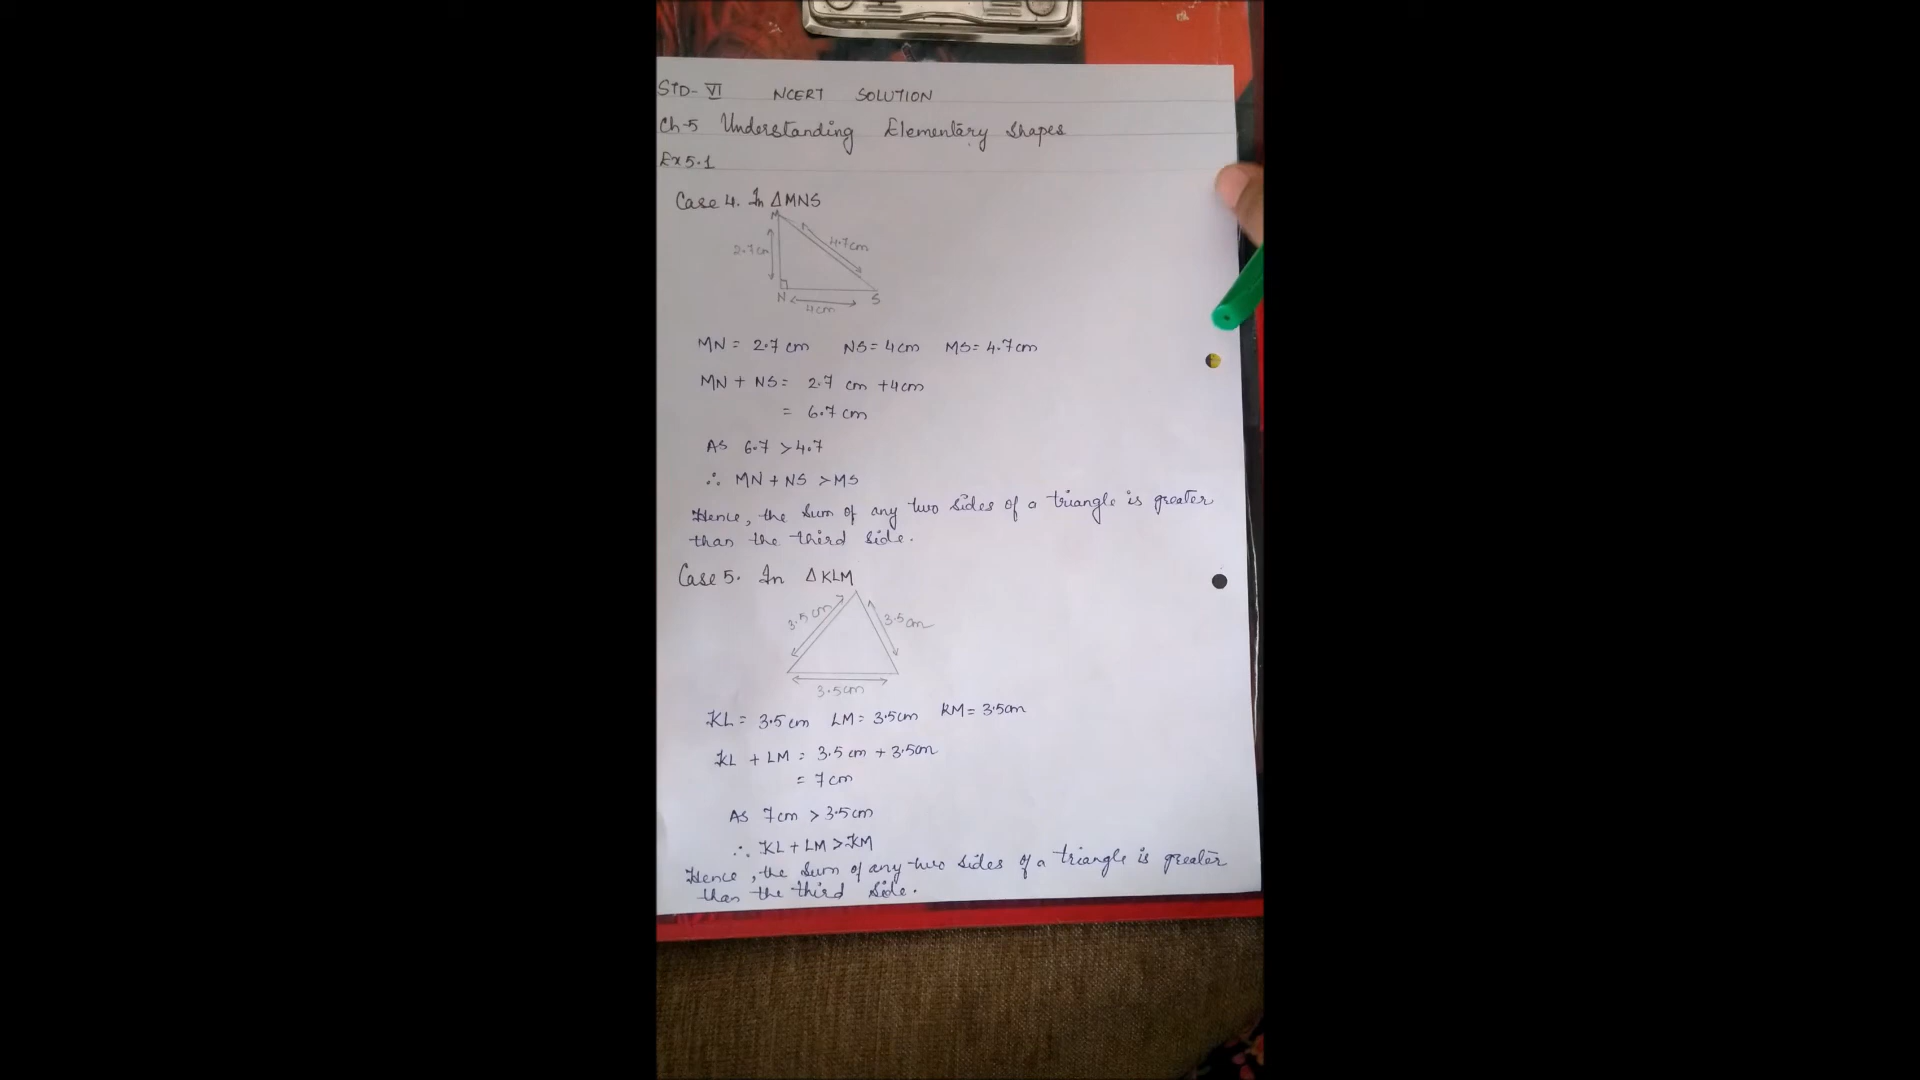 STD-VI NCERT SOLUTION
Ch-5 Understanding Elementary Shapes
Ex 5.1
Case 4. In ΔMNS
M
2.7cm
4.7cm
N
S
4cm
MN = 2.7 cm NS = 4cm MS = 4.7cm
MN + NS = 2.7 cm + 4cm
= 6.7 cm
As 6.7 > 4.7
∴ MN + NS > MS
Hence, the Sum of any two sides of a triangle is greater
than the third side.
Case 5. In ΔKLM
3.5cm
3.5cm
3.5cm
KL = 3.5cm LM = 3.5cm KM = 3.5cm
KL + LM = 3.5 cm + 3.5cm
= 7cm
As 7cm > 3.5cm
∴ KL + LM > KM
Hence, the Sum of any two sides of a triangle is greater
than the third side.